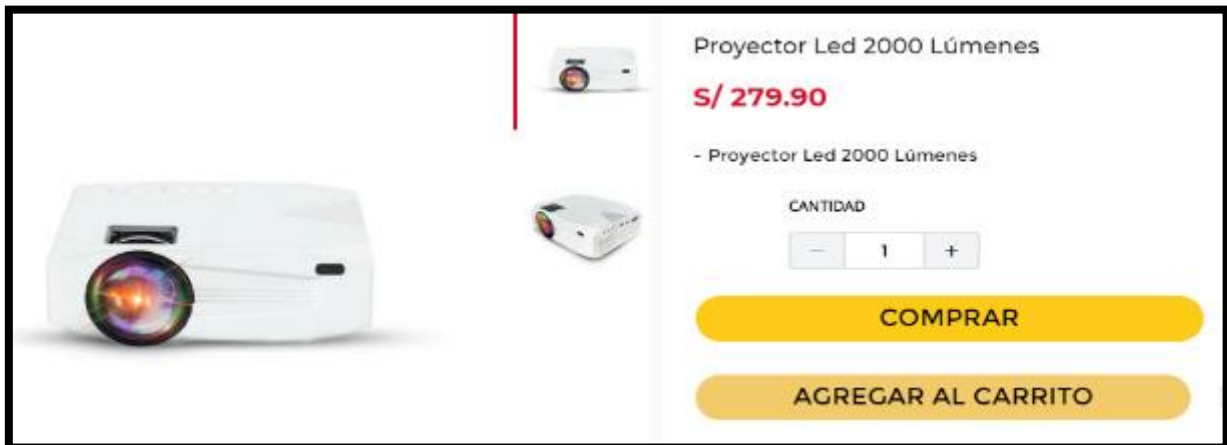 Proyector Led 2000 Lúmenes
S/ 279.90
- Proyector Led 2000 Lúmenes
CANTIDAD
— 1 +
COMPRAR
AGREGAR AL CARRITO